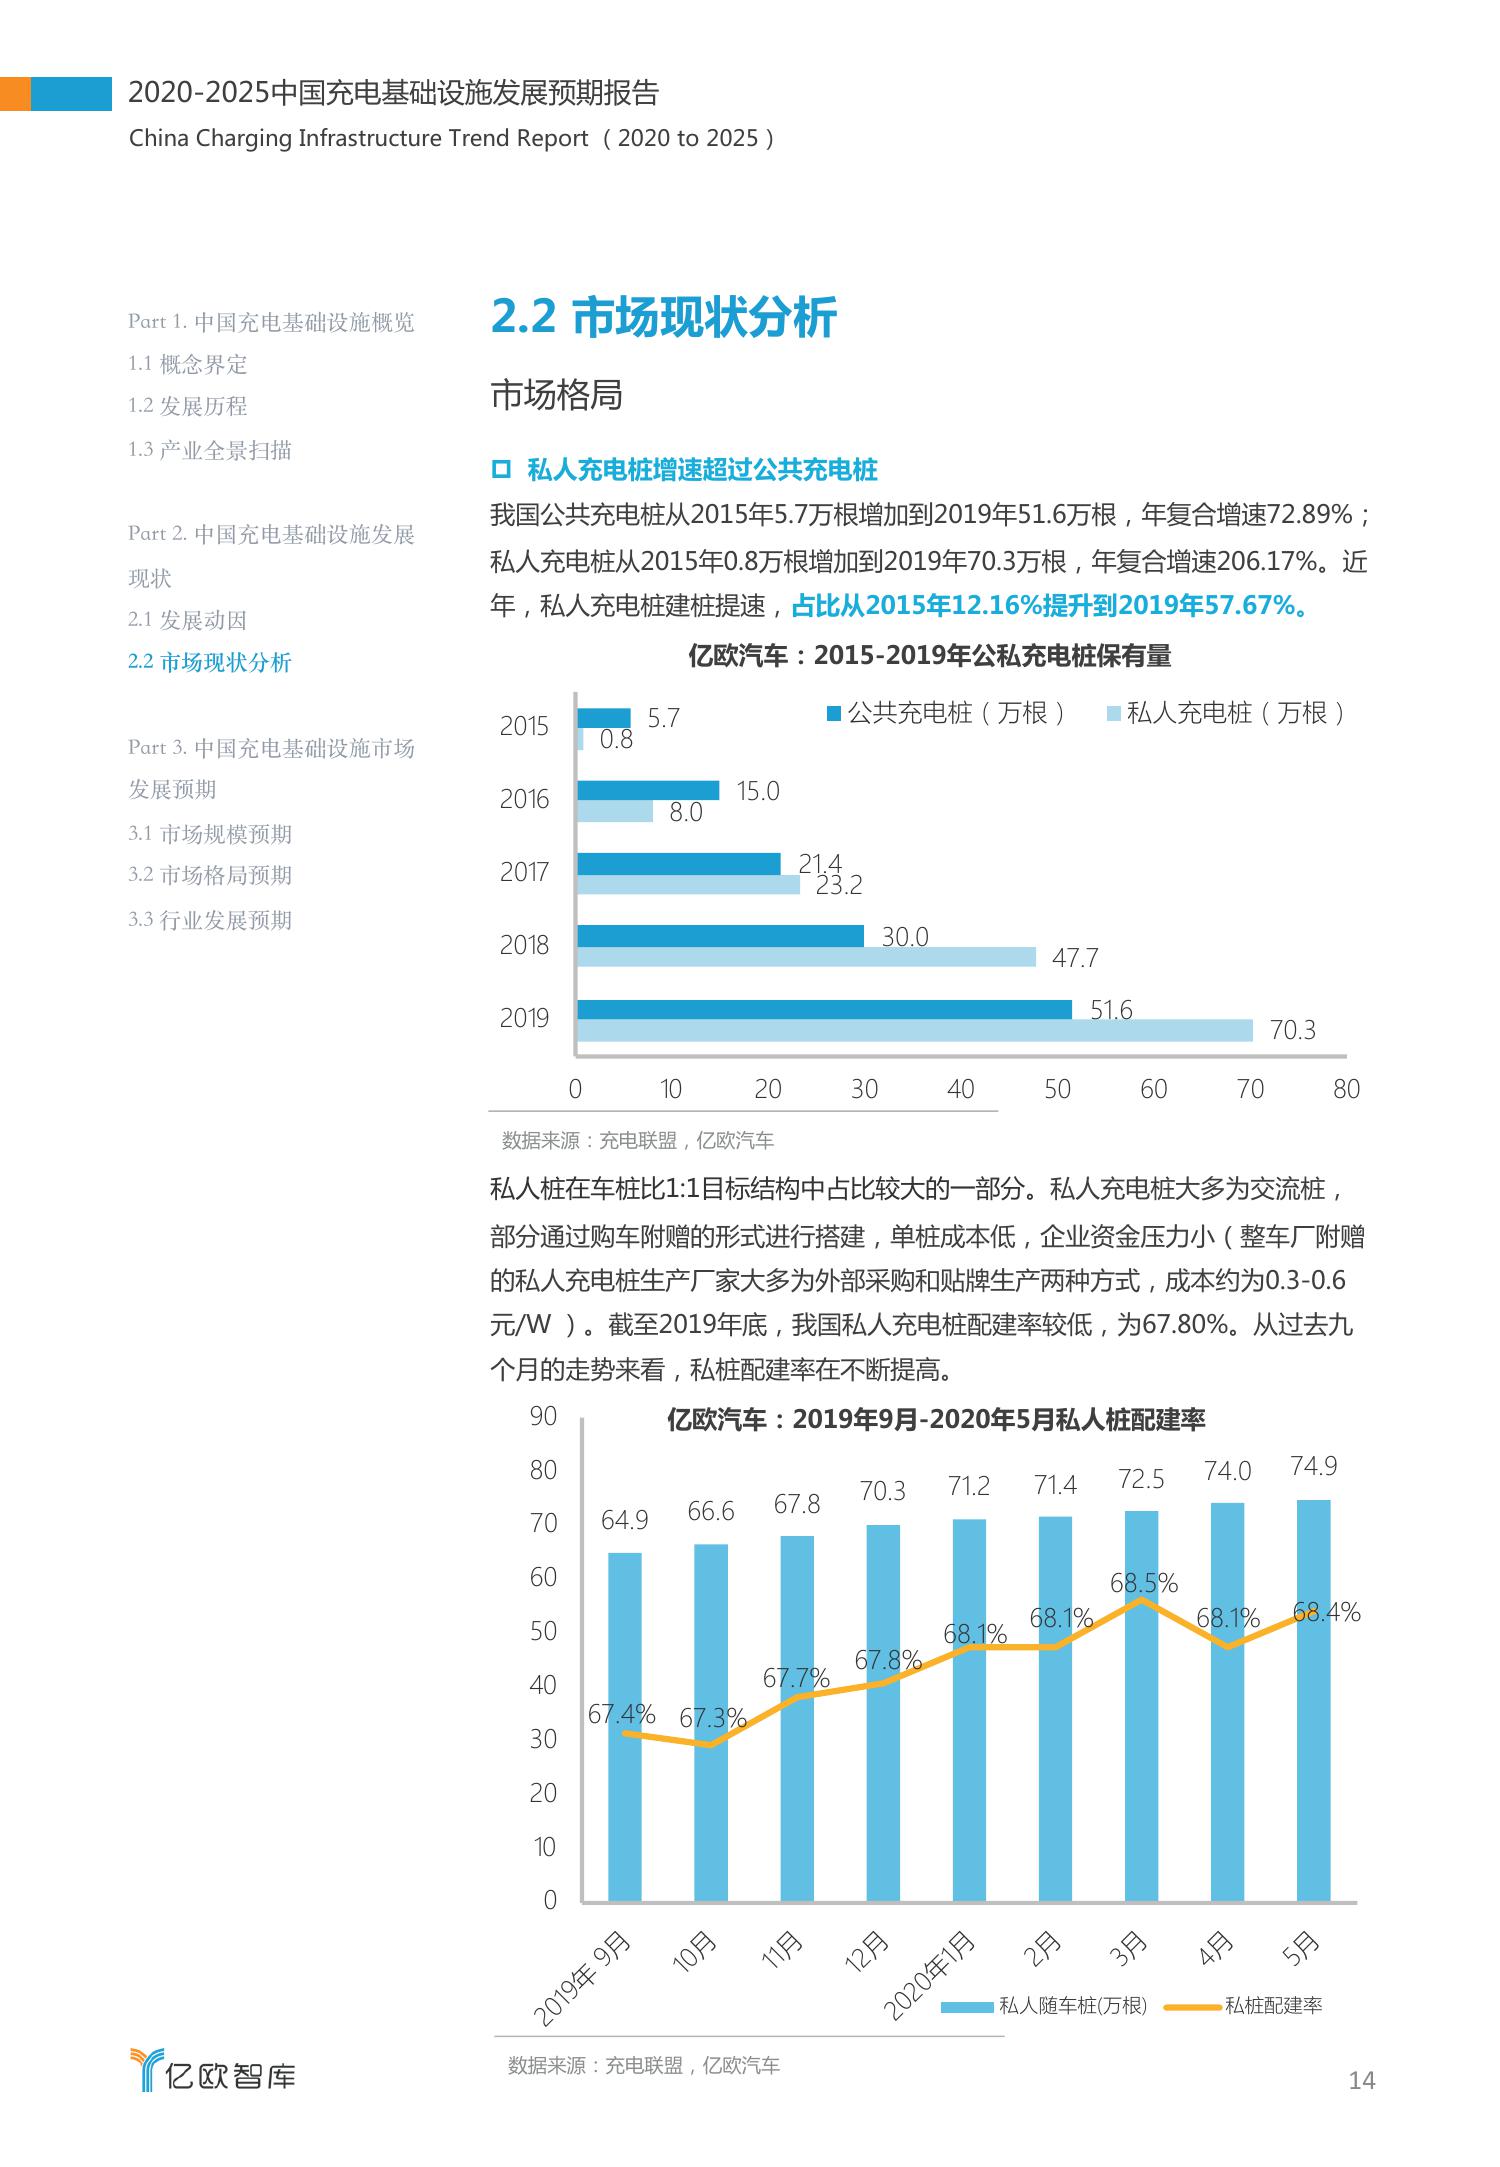 2020-2025中国充电基础设施发展预期报告
China Charging Infrastructure Trend Report（2020 to 2025）
Part 1. 中国充电基础设施概览
1.1 概念界定
1.2 发展历程
1.3 产业全景扫描
Part 2. 中国充电基础设施发展
现状
2.1 发展动因
2.2 市场现状分析
Part 3. 中国充电基础设施市场
发展预期
3.1 市场规模预期
3.2 市场格局预期
3.3 行业发展预期
2.2 市场现状分析
市场格局
私人充电桩增速超过公共充电桩
我国公共充电桩从2015年5.7万根增加到2019年51.6万根，年复合增速72.89%；
私人充电桩从2015年0.8万根增加到2019年70.3万根，年复合增速206.17%。近
年，私人充电桩建桩提速，占比从2015年12.16%提升到2019年57.67%。
亿欧汽车：2015-2019年公私充电桩保有量
公共充电桩（万根） 私人充电桩（万根）
2015 5.7
0.8
2016 15.0
8.0
2017 21.4
23.2
2018 30.0
47.7
2019 51.6
70.3
0 10 20 30 40 50 60 70 80
数据来源：充电联盟，亿欧汽车
私人桩在车桩比1:1目标结构中占比较大的一部分。私人充电桩大多为交流桩，
部分通过购车附赠的形式进行搭建，单桩成本低，企业资金压力小（整车厂附赠
的私人充电桩生产厂家大多为外部采购和贴牌生产两种方式，成本约为0.3-0.6
元/W ）。截至2019年底，我国私人充电桩配建率较低，为67.80%。从过去九
个月的走势来看，私桩配建率在不断提高。
亿欧汽车：2019年9月-2020年5月私人桩配建率
90
80
70
60
50
40
30
20
10
0
64.9 66.6 67.8 70.3 71.2 71.4 72.5 74.0 74.9
67.4% 67.3% 67.7% 67.8% 68.1% 68.1% 68.5% 68.1% 68.4%
2019年 9月 10月 11月 12月 2020年1月 2月 3月 4月 5月
私人随车桩(万根) 私桩配建率
数据来源：充电联盟，亿欧汽车
亿欧智库
14